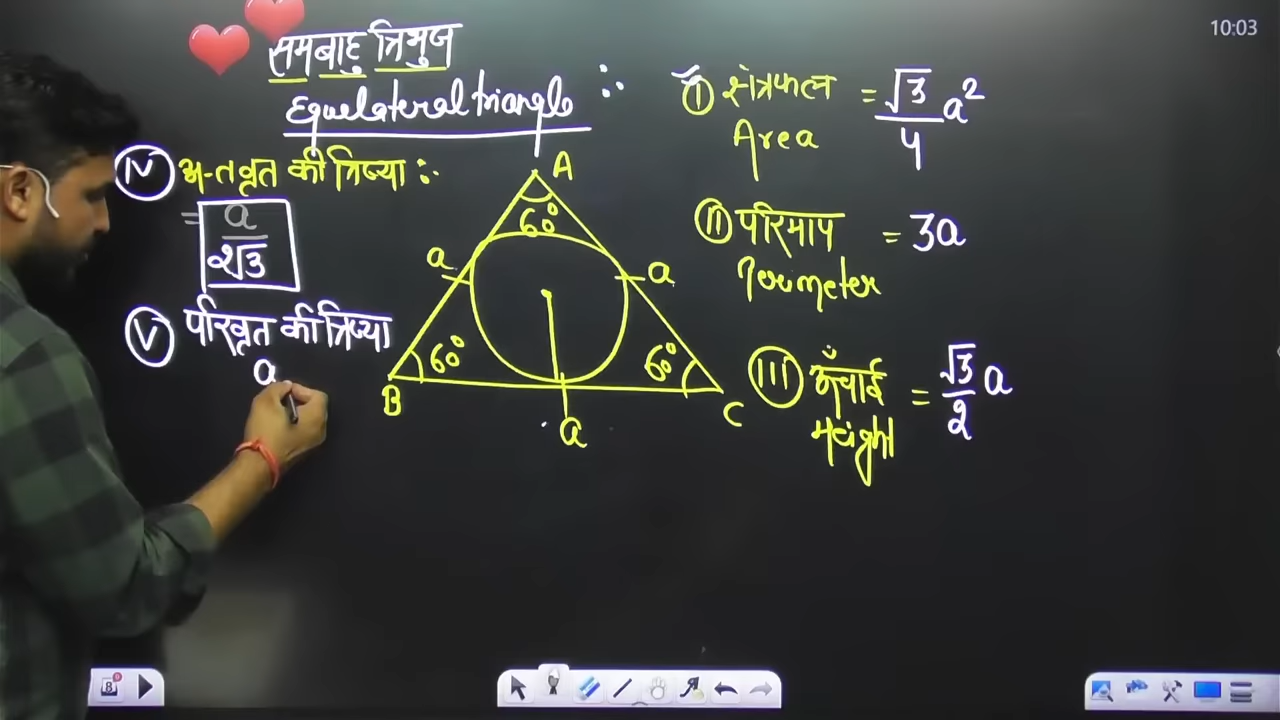 10:03
समबाहु त्रिभुज
Equelateral triangle :
I क्षेत्रफल = √3/4 a²
Area
IV अन्तवृत की त्रिज्या :
= a/2√3
A
60°
a
a
II परिमाप = 3a
Perimeter
V परिवृत की त्रिज्या
a
60°
60°
B
C
a
III ऊँचाई = √3/2 a
Height